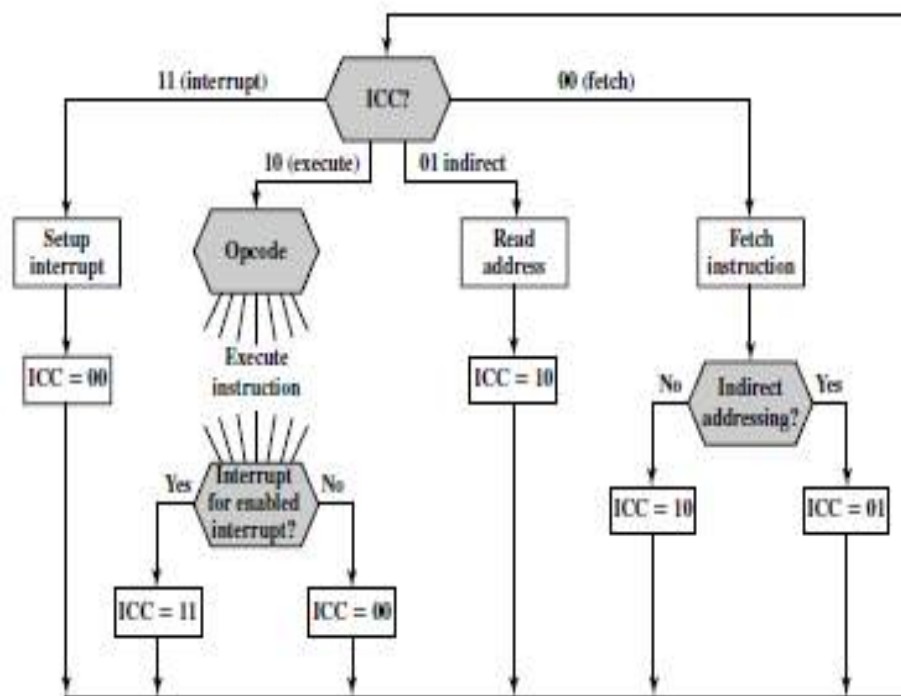 11 (interrupt)
00 (fetch)
ICC?
10 (execute)
01 indirect
Setup
interrupt
Opcode
Read
address
Fetch
instruction
ICC = 00
Execute
instruction
ICC = 10
No
Indirect
addressing?
Yes
Yes
Interrupt
for enabled
interrupt?
No
ICC = 10
ICC = 01
ICC = 11
ICC = 00